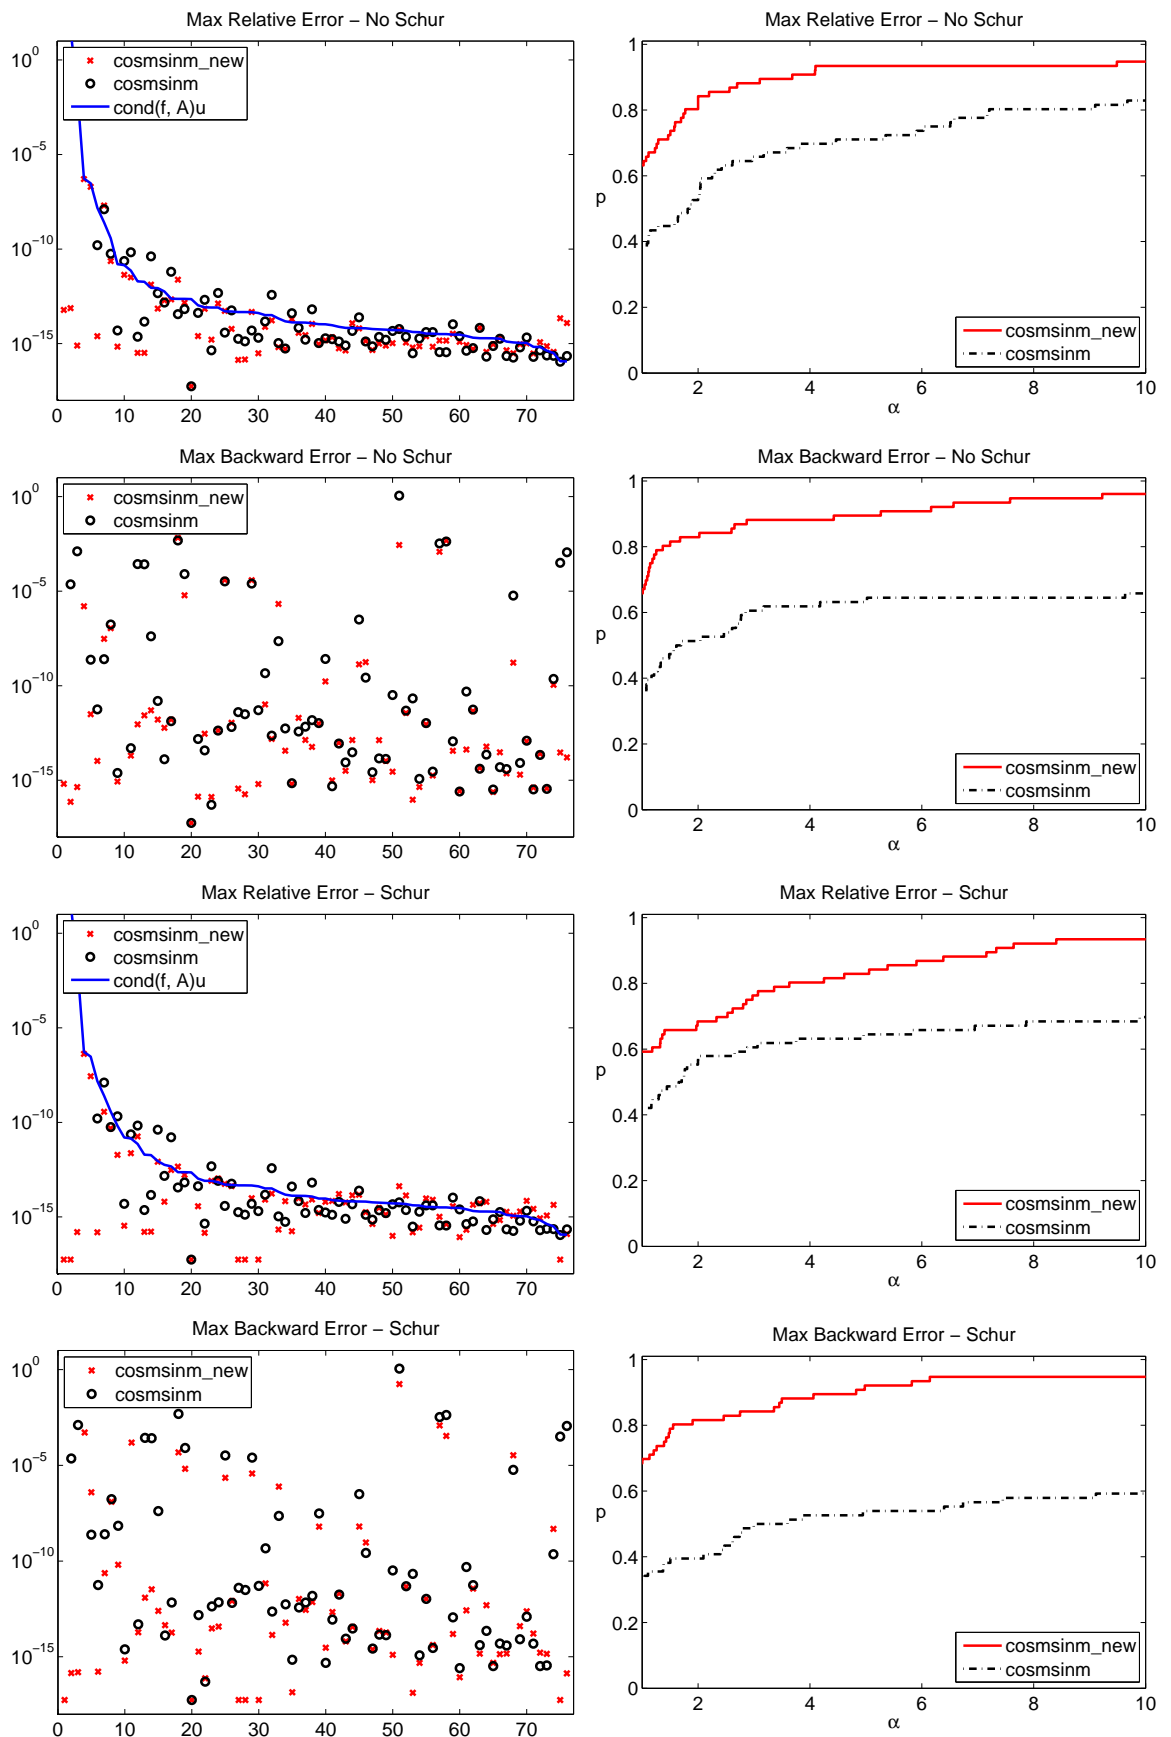 Max Relative Error – No Schur
cosmsinm_new
cosmsinm
cond(f, A)u
10^0
10^-5
10^-10
10^-15
0 10 20 30 40 50 60 70
Max Relative Error – No Schur
1
0.8
0.6
p
0.4
0.2
0
cosmsinm_new
cosmsinm
2 4 6 8 10
α
Max Backward Error – No Schur
cosmsinm_new
cosmsinm
10^0
10^-5
10^-10
10^-15
0 10 20 30 40 50 60 70
Max Backward Error – No Schur
1
0.8
0.6
p
0.4
0.2
0
cosmsinm_new
cosmsinm
2 4 6 8 10
α
Max Relative Error – Schur
cosmsinm_new
cosmsinm
cond(f, A)u
10^0
10^-5
10^-10
10^-15
0 10 20 30 40 50 60 70
Max Relative Error – Schur
1
0.8
0.6
p
0.4
0.2
0
cosmsinm_new
cosmsinm
2 4 6 8 10
α
Max Backward Error – Schur
cosmsinm_new
cosmsinm
10^0
10^-5
10^-10
10^-15
0 10 20 30 40 50 60 70
Max Backward Error – Schur
1
0.8
0.6
p
0.4
0.2
0
cosmsinm_new
cosmsinm
2 4 6 8 10
α